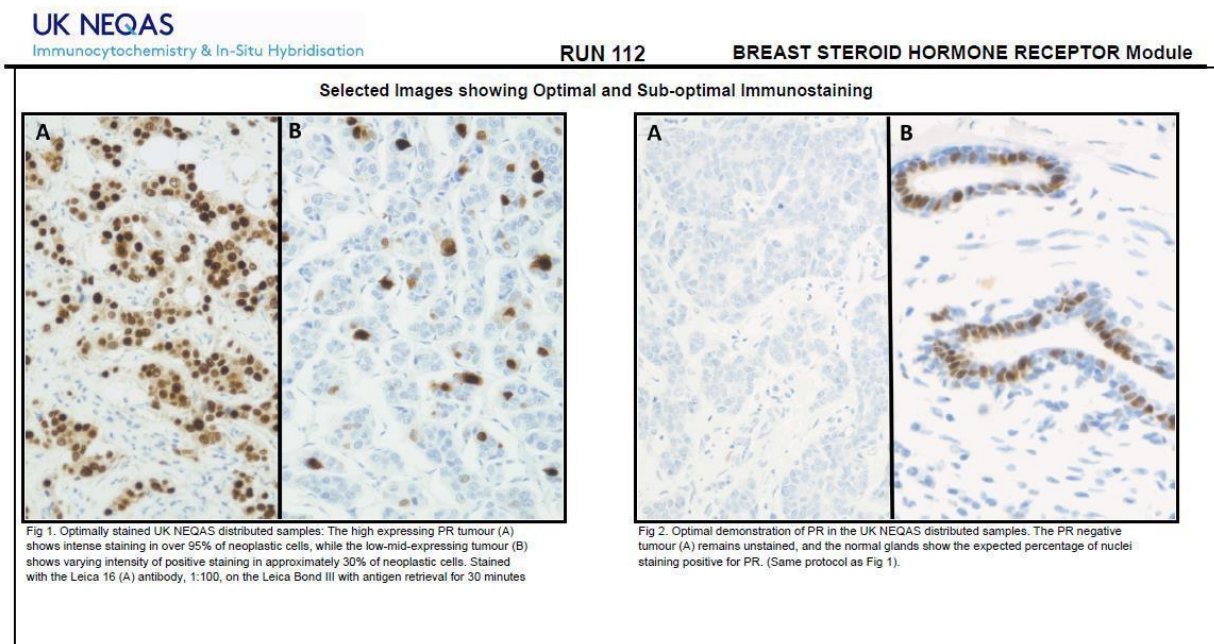 UK NEQAS
Immunocytochemistry & In-Situ Hybridisation
RUN 112
BREAST STEROID HORMONE RECEPTOR Module
Selected Images showing Optimal and Sub-optimal Immunostaining
A
B
A
B
Fig 1. Optimally stained UK NEQAS distributed samples: The high expressing PR tumour (A)
shows intense staining in over 95% of neoplastic cells, while the low-mid-expressing tumour (B)
shows varying intensity of positive staining in approximately 30% of neoplastic cells. Stained
with the Leica 16 (A) antibody, 1:100, on the Leica Bond III with antigen retrieval for 30 minutes
Fig 2. Optimal demonstration of PR in the UK NEQAS distributed samples. The PR negative
tumour (A) remains unstained, and the normal glands show the expected percentage of nuclei
staining positive for PR. (Same protocol as Fig 1).